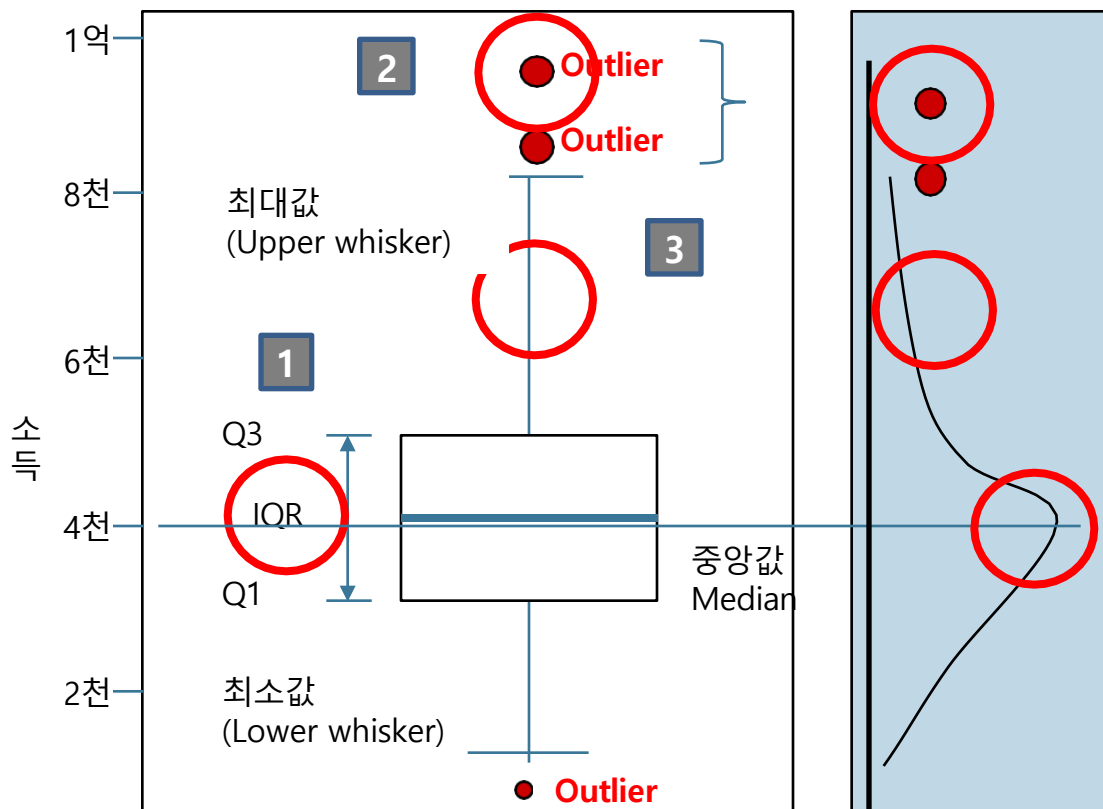 1억
2
Outlier
Outlier
8천
최대값
(Upper whisker)
3
6천
1
소득
Q3
IQR
4천
Q1
중앙값
Median
2천
최소값
(Lower whisker)
Outlier